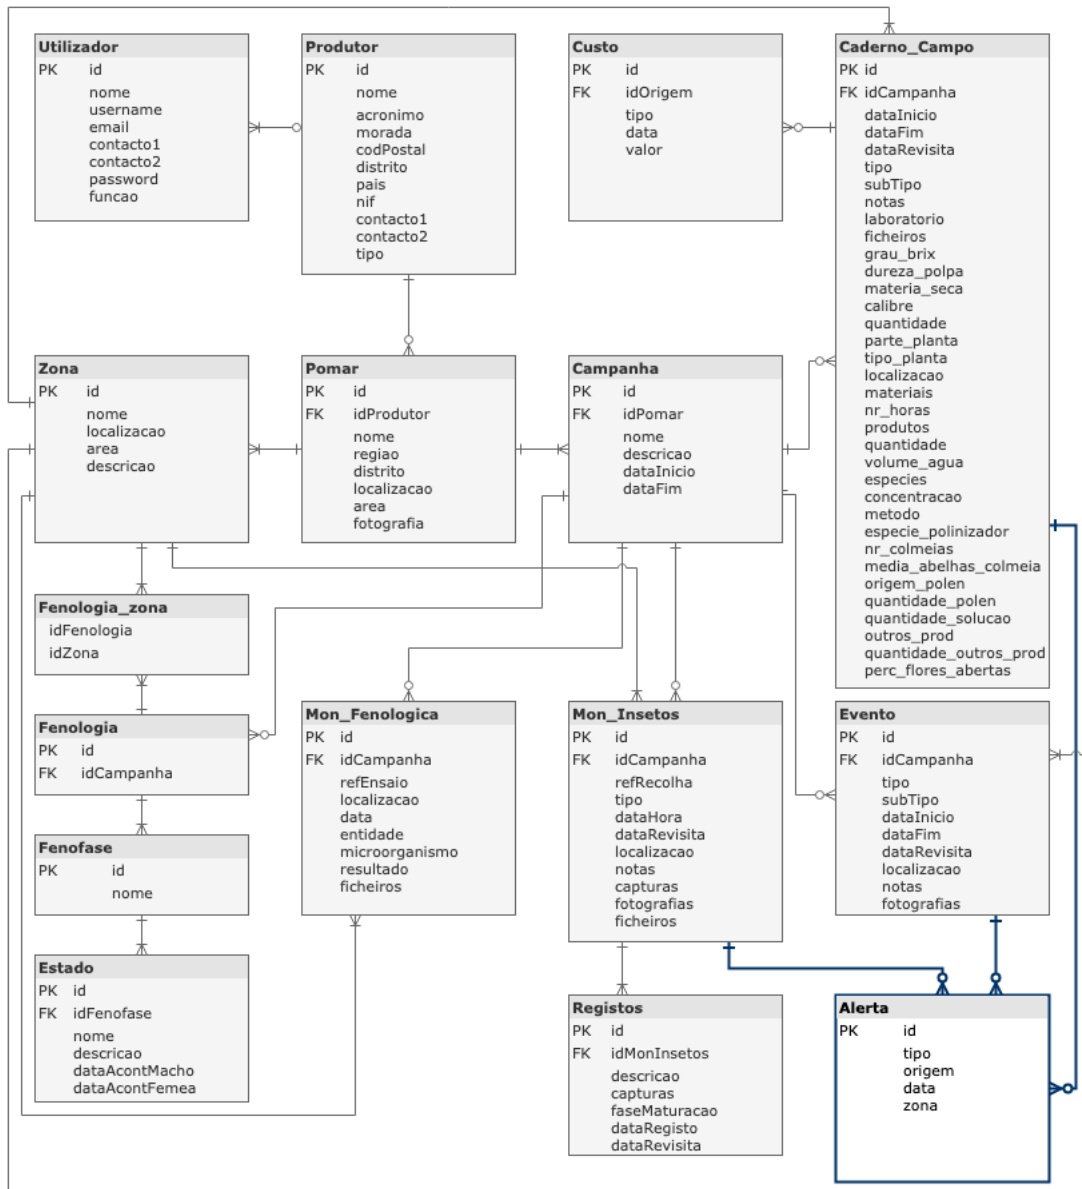 Utilizador
PK id
nome
username
email
contacto1
contacto2
password
funcao
Produtor
PK id
nome
acronimo
morada
codPostal
distrito
pais
nif
contacto1
contacto2
tipo
Custo
PK id
FK idOrigem
tipo
data
valor
Caderno_Campo
PK id
FK idCampanha
dataInicio
dataFim
dataRevisita
tipo
subTipo
notas
laboratorio
ficheiros
grau_brix
dureza_polpa
materia_seca
calibre
quantidade
parte_planta
tipo_planta
localizacao
materiais
nr_horas
produtos
quantidade
volume_agua
especies
concentracao
metodo
especie_polinizador
nr_colmeias
media_abelhas_colmeia
origem_polen
quantidade_polen
quantidade_solucao
outros_prod
quantidade_outros_prod
perc_flores_abertas
Zona
PK id
nome
localizacao
area
descricao
Pomar
PK id
FK idProdutor
nome
regiao
distrito
localizacao
area
fotografia
Campanha
PK id
FK idPomar
nome
descricao
dataInicio
dataFim
Fenologia_zona
idFenologia
idZona
Fenologia
PK id
FK idCampanha
Fenofase
PK id
nome
Estado
PK id
FK idFenofase
nome
descricao
dataAcontMacho
dataAcontFemea
Mon_Fenologica
PK id
FK idCampanha
refEnsaio
localizacao
data
entidade
microorganismo
resultado
ficheiros
Mon_Insetos
PK id
FK idCampanha
refRecolha
tipo
dataHora
dataRevisita
localizacao
notas
capturas
fotografias
ficheiros
Evento
PK id
FK idCampanha
tipo
subTipo
dataInicio
dataFim
dataRevisita
localizacao
notas
fotografias
Registos
PK id
FK idMonInsetos
descricao
capturas
faseMaturacao
dataRegisto
dataRevisita
Alerta
PK id
tipo
origem
data
zona